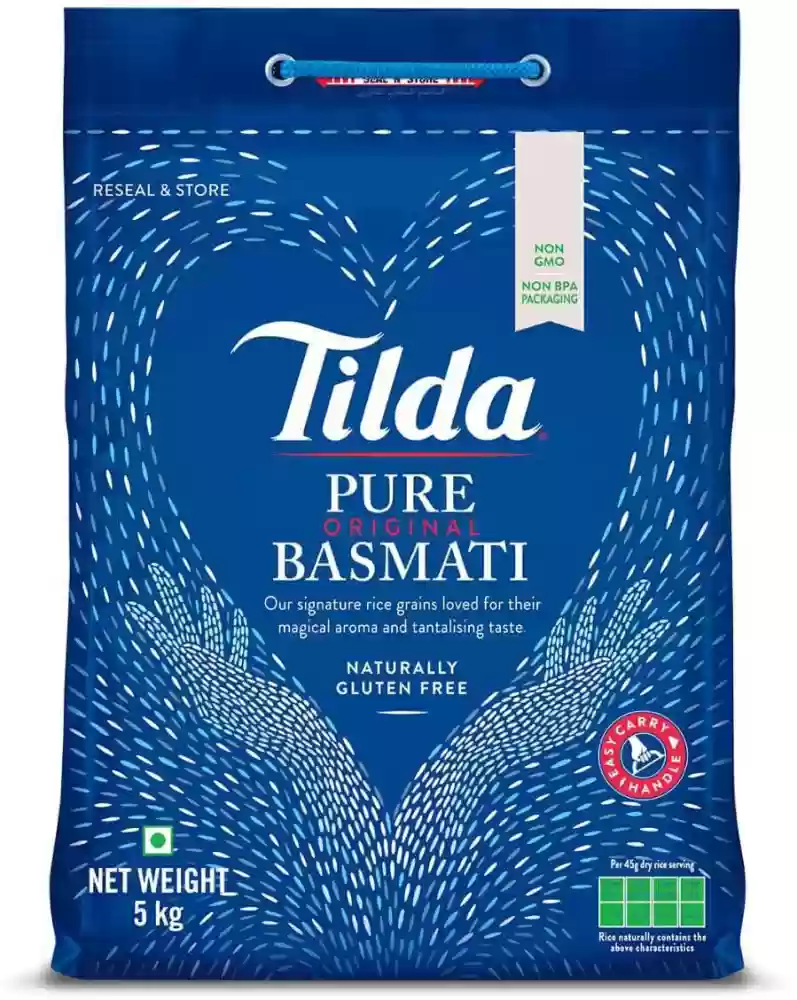 SEAL 'N' STORE
RESEAL & STORE
NON
GMO
NON BPA
PACKAGING
Tilda
PURE
ORIGINAL
BASMATI
Our signature rice grains loved for their
magical aroma and tantalising taste
NATURALLY
GLUTEN FREE
EASY CARRY
HANDLE
NET WEIGHT
5 kg
Per 45g dry rice serving
Rice naturally contains the
above characteristics